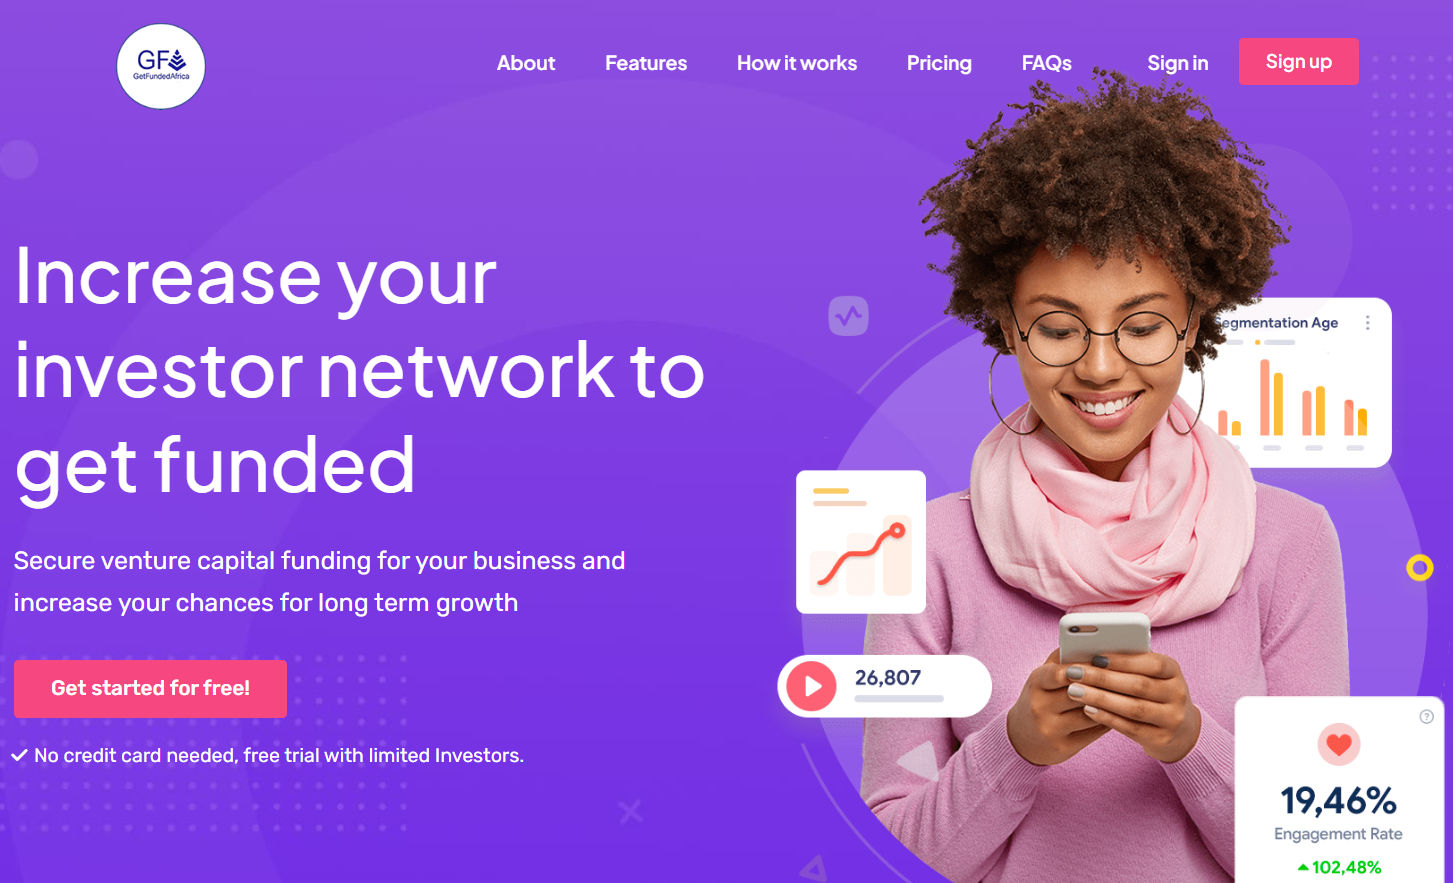 GF
GetFundedAfrica
About
Features
How it works
Pricing
FAQs
Sign in
Sign up
Increase your
investor network to
get funded
Secure venture capital funding for your business and
increase your chances for long term growth
Get started for free!
No credit card needed, free trial with limited Investors.
egmentation Age
26,807
?
19,46%
Engagement Rate
102,48%